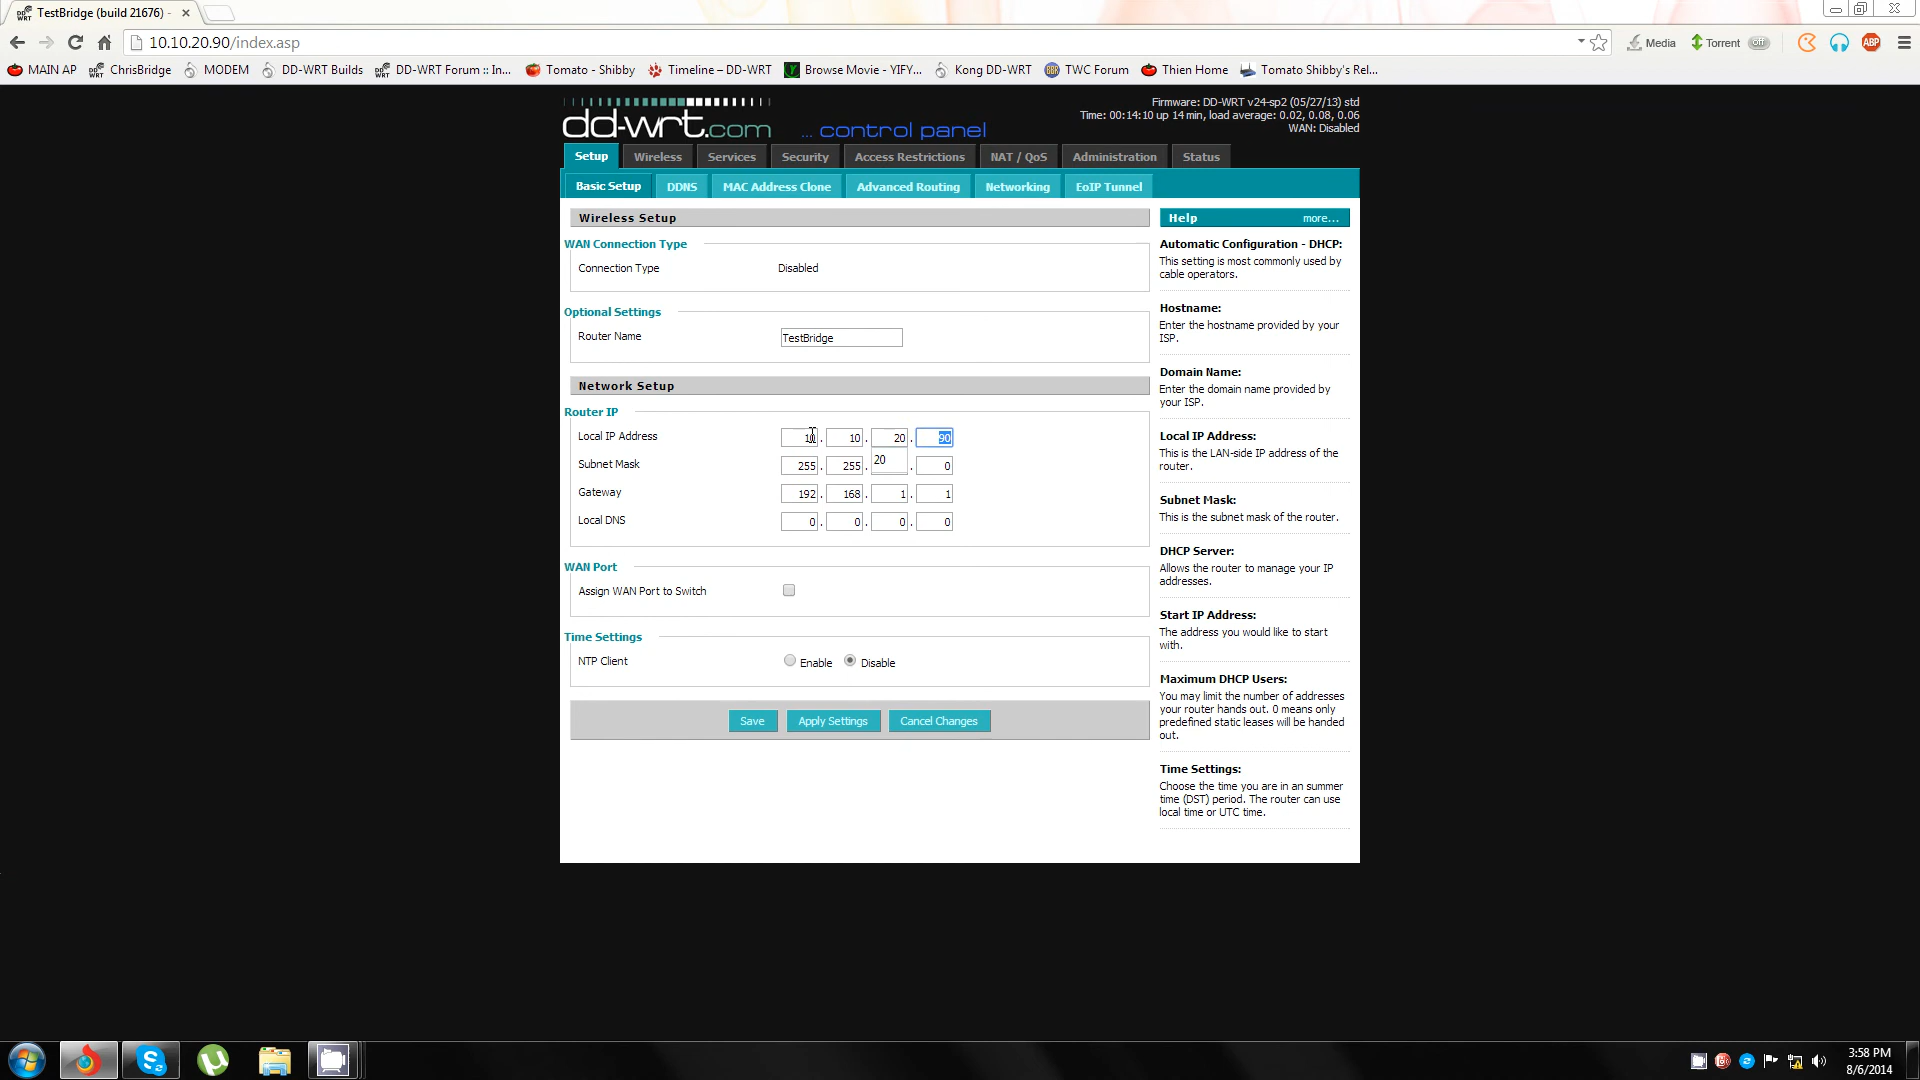 TestBridge (build 21676) -
10.10.20.90/index.asp
Media
Torrent
off
ABP
MAIN AP
ChrisBridge
MODEM
DD-WRT Builds
DD-WRT Forum :: In...
Tomato - Shibby
Timeline – DD-WRT
Browse Movie - YIFY...
Kong DD-WRT
TWC Forum
Thien Home
Tomato Shibby's Rel...
dd-wrt.com
... control panel
Firmware: DD-WRT v24-sp2 (05/27/13) std
Time: 00:14:10 up 14 min, load average: 0.02, 0.08, 0.06
WAN: Disabled
Setup
Wireless
Services
Security
Access Restrictions
NAT / QoS
Administration
Status
Basic Setup
DDNS
MAC Address Clone
Advanced Routing
Networking
EoIP Tunnel
Wireless Setup
WAN Connection Type
Connection Type Disabled
Optional Settings
Router Name TestBridge
Network Setup
Router IP
Local IP Address 10 . 10 . 20 . 90
20
Subnet Mask 255 . 255 . . 0
Gateway 192 . 168 . 1 . 1
Local DNS 0 . 0 . 0 . 0
WAN Port
Assign WAN Port to Switch
Time Settings
NTP Client Enable Disable
Save
Apply Settings
Cancel Changes
Help
more...
Automatic Configuration - DHCP:
This setting is most commonly used by
cable operators.
Hostname:
Enter the hostname provided by your
ISP.
Domain Name:
Enter the domain name provided by
your ISP.
Local IP Address:
This is the LAN-side IP address of the
router.
Subnet Mask:
This is the subnet mask of the router.
DHCP Server:
Allows the router to manage your IP
addresses.
Start IP Address:
The address you would like to start
with.
Maximum DHCP Users:
You may limit the number of addresses
your router hands out. 0 means only
predefined static leases will be handed
out.
Time Settings:
Choose the time you are in an summer
time (DST) period. The router can use
local time or UTC time.
3:58 PM
8/6/2014